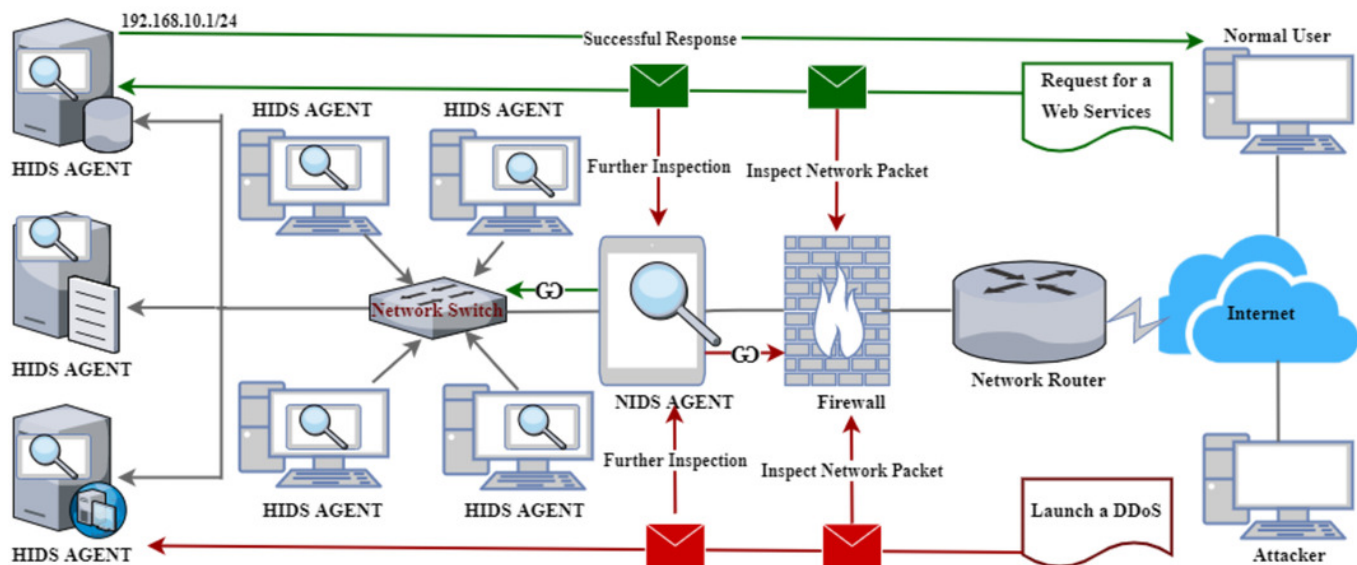 192.168.10.1/24
Successful Response
Normal User
Request for a
Web Services
HIDS AGENT
HIDS AGENT
HIDS AGENT
Further Inspection
Inspect Network Packet
Network Switch
GO
GO
Internet
HIDS AGENT
NIDS AGENT
Firewall
Network Router
Further Inspection
Inspect Network Packet
HIDS AGENT
HIDS AGENT
Launch a DDoS
HIDS AGENT
Attacker